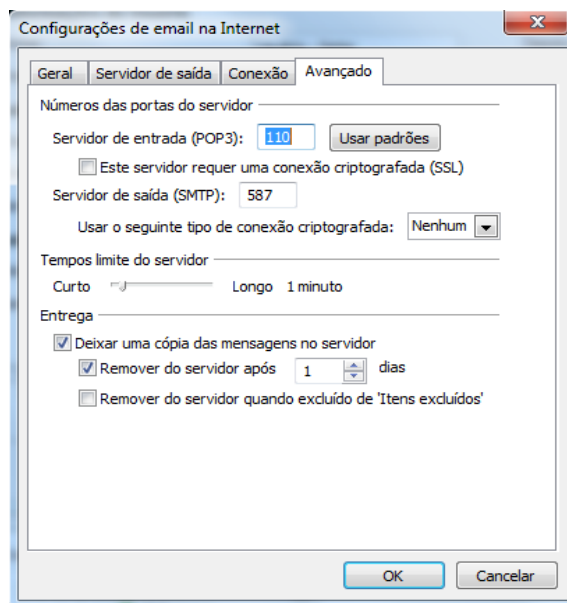 Configurações de email na Internet
Geral Servidor de saída Conexão Avançado
Números das portas do servidor
Servidor de entrada (POP3): 110 Usar padrões
Este servidor requer uma conexão criptografada (SSL)
Servidor de saída (SMTP): 587
Usar o seguinte tipo de conexão criptografada: Nenhum
Tempos limite do servidor
Curto Longo 1 minuto
Entrega
Deixar uma cópia das mensagens no servidor
Remover do servidor após 1 dias
Remover do servidor quando excluído de 'Itens excluídos'
OK Cancelar